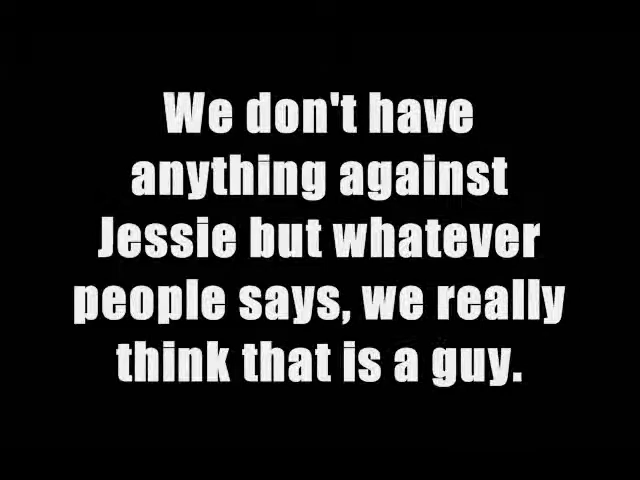 We don't have
anything against
Jessie but whatever
people says, we really
think that is a guy.